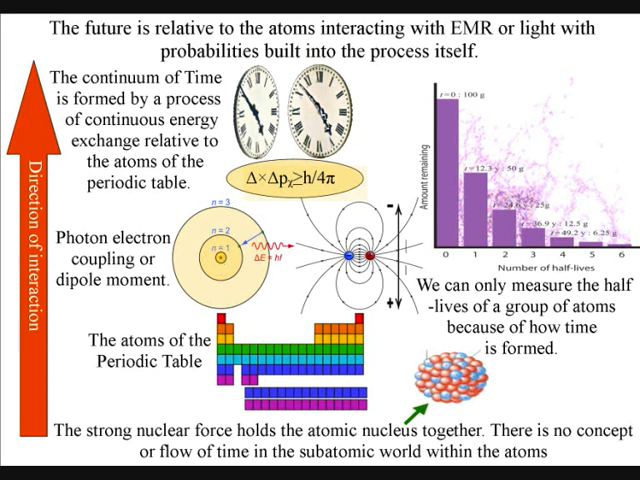 The future is relative to the atoms interacting with EMR or light with
probabilities built into the process itself.
The continuum of Time
is formed by a process
of continuous energy
exchange relative to
the atoms of the
periodic table.
Δ×Δpᵪ≥h/4π
Direction of interaction
n = 3
n = 2
n = 1
ΔE = hf
Photon electron
coupling or
dipole moment.
-
+
The atoms of the
Periodic Table
Amount remaining
t=0 : 100 g
t=12.3 y : 50 g
t=24.6 y : 25g
t=36.9 y : 12.5 g
t=49.2 y : 6.25 g
0 1 2 3 4 5 6
Number of half-lives
We can only measure the half
-lives of a group of atoms
because of how time
is formed.
The strong nuclear force holds the atomic nucleus together. There is no concept
or flow of time in the subatomic world within the atoms